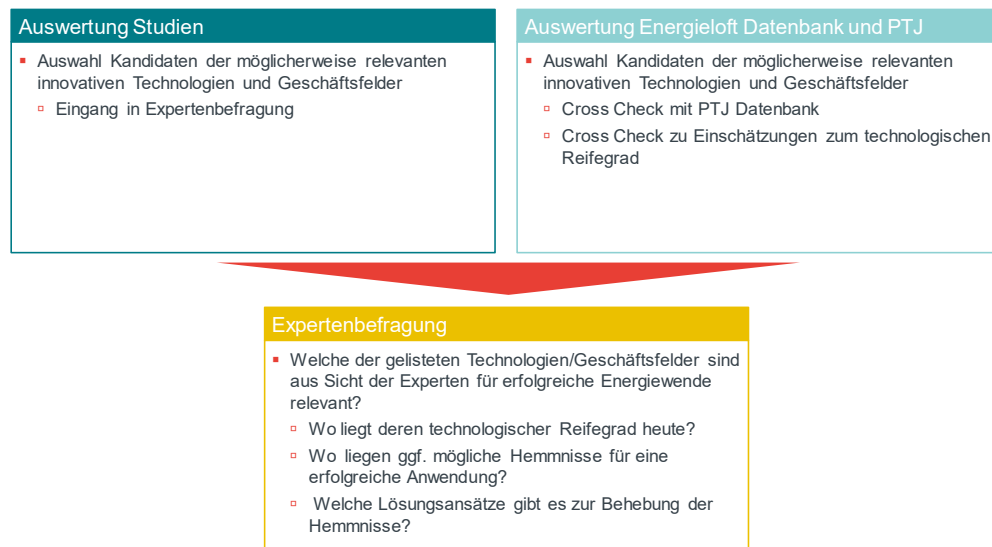 Auswertung Studien
Auswahl Kandidaten der möglicherweise relevanten
innovativen Technologien und Geschäftsfelder
Eingang in Expertenbefragung
Auswertung Energieloft Datenbank und PTJ
Auswahl Kandidaten der möglicherweise relevanten
innovativen Technologien und Geschäftsfelder
Cross Check mit PTJ Datenbank
Cross Check zu Einschätzungen zum technologischen
Reifegrad
Expertenbefragung
Welche der gelisteten Technologien/Geschäftsfelder sind
aus Sicht der Experten für erfolgreiche Energiewende
relevant?
Wo liegt deren technologischer Reifegrad heute?
Wo liegen ggf. mögliche Hemmnisse für eine
erfolgreiche Anwendung?
Welche Lösungsansätze gibt es zur Behebung der
Hemmnisse?